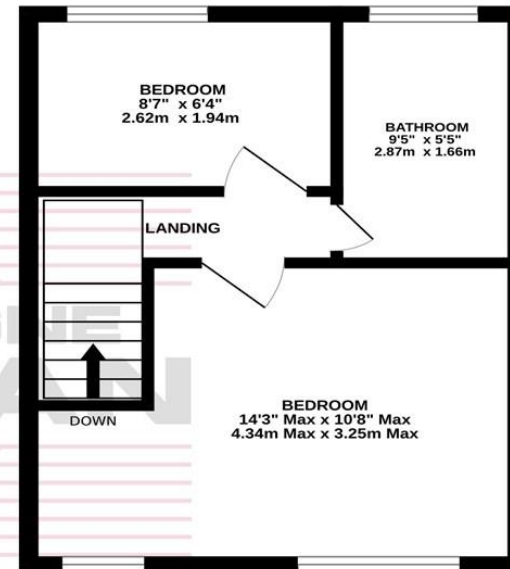 BEDROOM
8'7" x 6'4"
2.62m x 1.94m
BATHROOM
9'5" x 5'5"
2.87m x 1.66m
LANDING
DOWN
BEDROOM
14'3" Max x 10'8" Max
4.34m Max x 3.25m Max